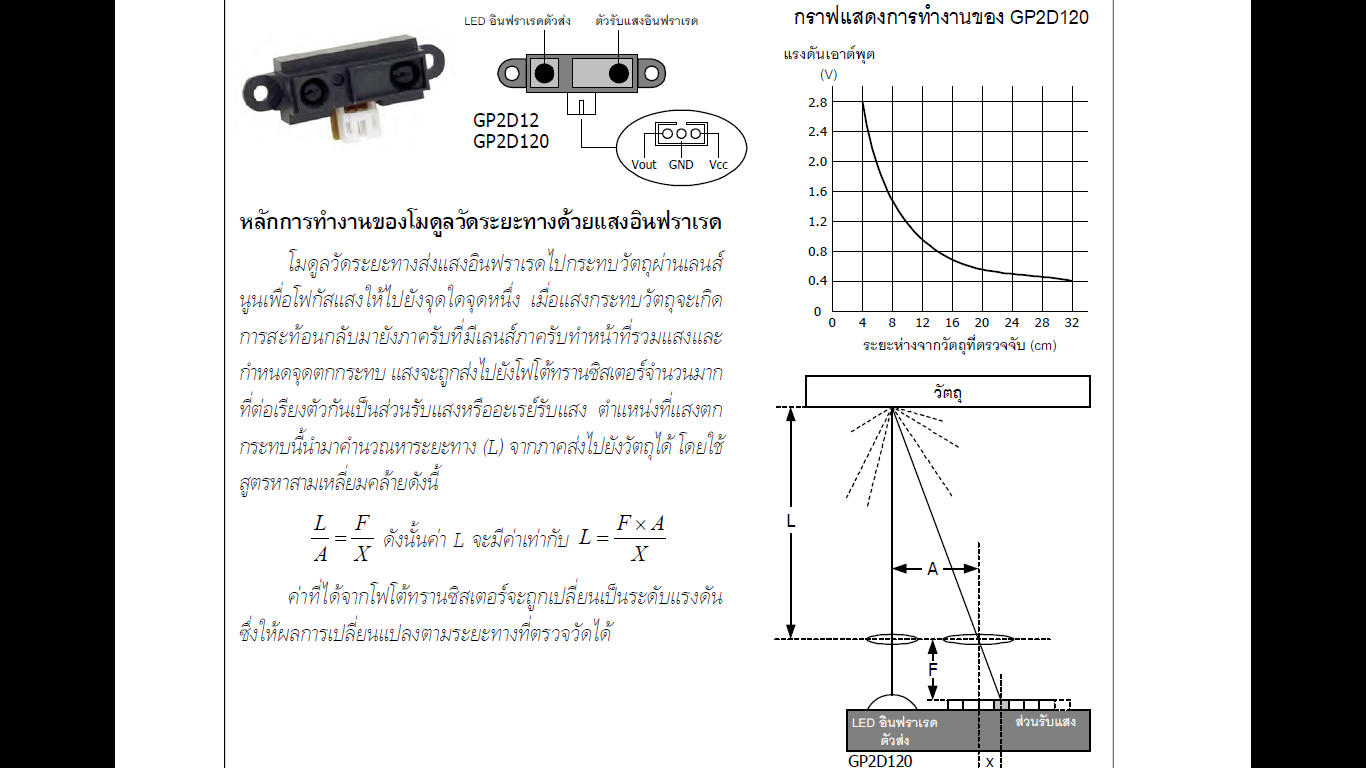 LED อินฟราเรดตัวส่ง ตัวรับแสงอินฟราเรด
GP2D12
GP2D120
Vout GND Vcc
หลักการทำงานของโมดูลวัดระยะทางด้วยแสงอินฟราเรด
โมดูลวัดระยะทางส่งแสงอินฟราเรดไปกระทบวัตถุผ่านเลนส์
นูนเพื่อโฟกัสแสงให้ไปยังจุดใดจุดหนึ่ง เมื่อแสงกระทบวัตถุจะเกิด
การสะท้อนกลับมายังภาครับที่มีเลนส์ภาครับทำหน้าที่รวมแสงและ
กำหนดจุดตกกระทบ แสงจะถูกส่งไปยังโฟโต้ทรานซิสเตอร์จำนวนมาก
ที่ต่อเรียงตัวกันเป็นส่วนรับแสงหรืออะเรย์รับแสง ตำแหน่งที่แสงตก
กระทบนี้นำมาคำนวณหาระยะทาง (L) จากภาคส่งไปยังวัตถุได้ โดยใช้
สูตรหาสามเหลี่ยมคล้ายดังนี้
L/A = F/X ดังนั้นค่า L จะมีค่าเท่ากับ L = F × A/X
ค่าที่ได้จากโฟโต้ทรานซิสเตอร์จะถูกเปลี่ยนเป็นระดับแรงดัน
ซึ่งให้ผลการเปลี่ยนแปลงตามระยะทางที่ตรวจวัดได้
กราฟแสดงการทำงานของ GP2D120
แรงดันเอาต์พุต
(V)
2.8
2.4
2.0
1.6
1.2
0.8
0.4
0
0 4 8 12 16 20 24 28 32
ระยะห่างจากวัตถุที่ตรวจจับ (cm)
วัตถุ
L
A
F
LED อินฟราเรด ส่วนรับแสง
ตัวส่ง
GP2D120 x